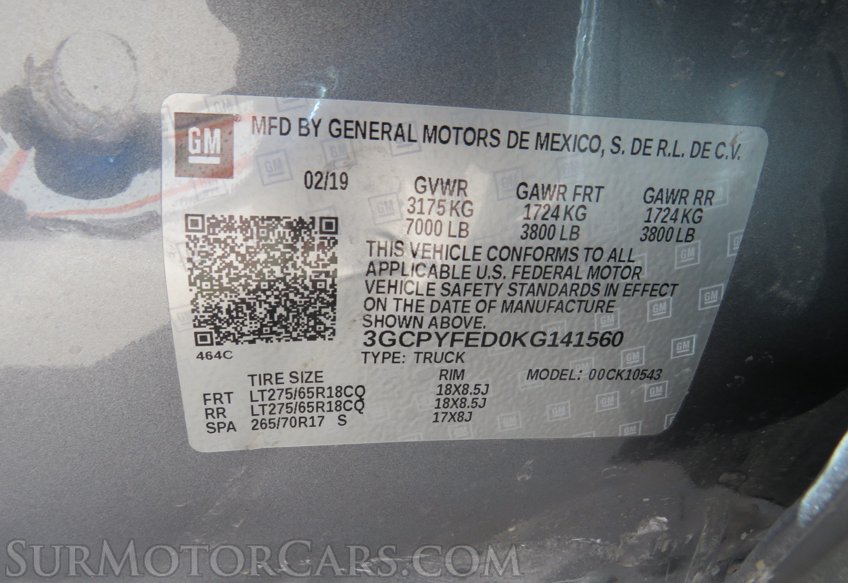 GM
MFD BY GENERAL MOTORS DE MEXICO, S. DE R.L. DE C.V.
02/19 GVWR GAWR FRT GAWR RR
3175 KG 1724 KG 1724 KG
7000 LB 3800 LB 3800 LB
THIS VEHICLE CONFORMS TO ALL
APPLICABLE U.S. FEDERAL MOTOR
VEHICLE SAFETY STANDARDS IN EFFECT
ON THE DATE OF MANUFACTURE
SHOWN ABOVE.
3GCPYFED0KG141560
464C TYPE: TRUCK
TIRE SIZE RIM MODEL: 00CK10543
FRT LT275/65R18CQ 18X8.5J
RR LT275/65R18CQ 18X8.5J
SPA 265/70R17 S 17X8J
SURMOTORCARS.COM